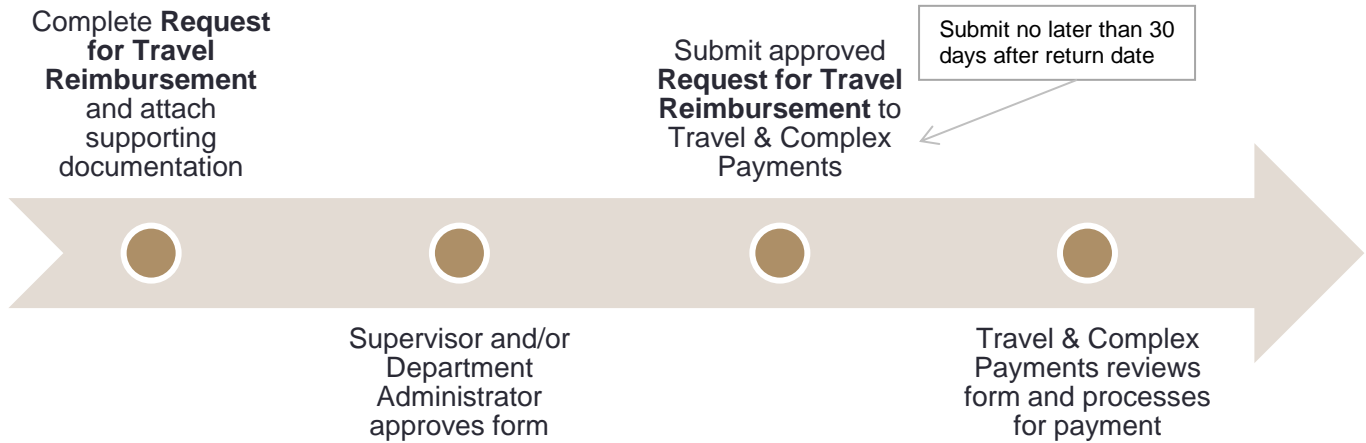 Complete Request
for Travel
Reimbursement
and attach
supporting
documentation
Supervisor and/or
Department
Administrator
approves form
Submit approved
Request for Travel
Reimbursement to
Travel & Complex
Payments
Submit no later than 30
days after return date
Travel & Complex
Payments reviews
form and processes
for payment